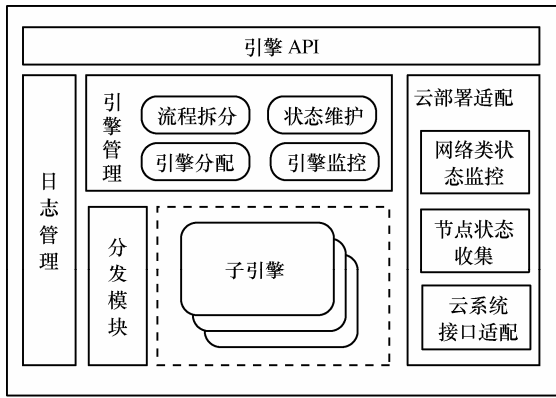 引擎 API
日志管理
引擎管理
流程拆分
状态维护
引擎分配
引擎监控
分发模块
子引擎
云部署适配
网络类状
态监控
节点状态
收集
云系统
接口适配